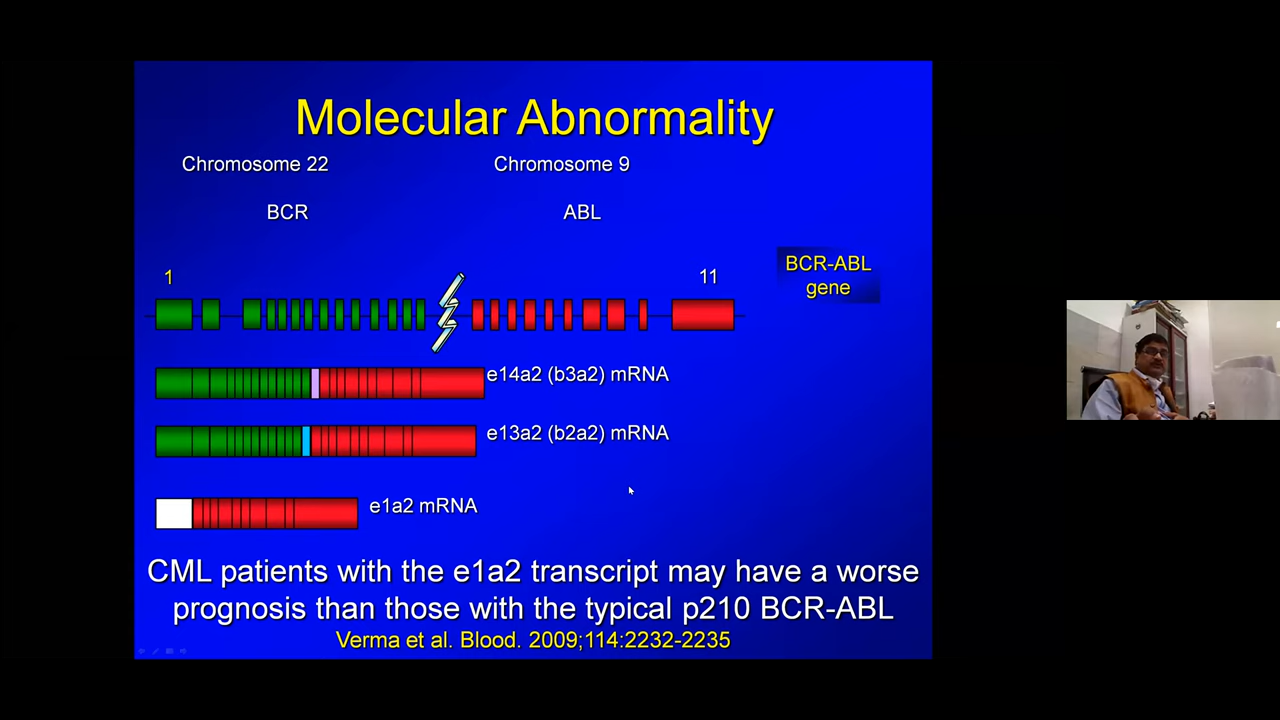 Molecular Abnormality
Chromosome 22
Chromosome 9
BCR
ABL
1
11
BCR-ABL
gene
e14a2 (b3a2) mRNA
e13a2 (b2a2) mRNA
e1a2 mRNA
CML patients with the e1a2 transcript may have a worse
prognosis than those with the typical p210 BCR-ABL
Verma et al. Blood. 2009;114:2232-2235